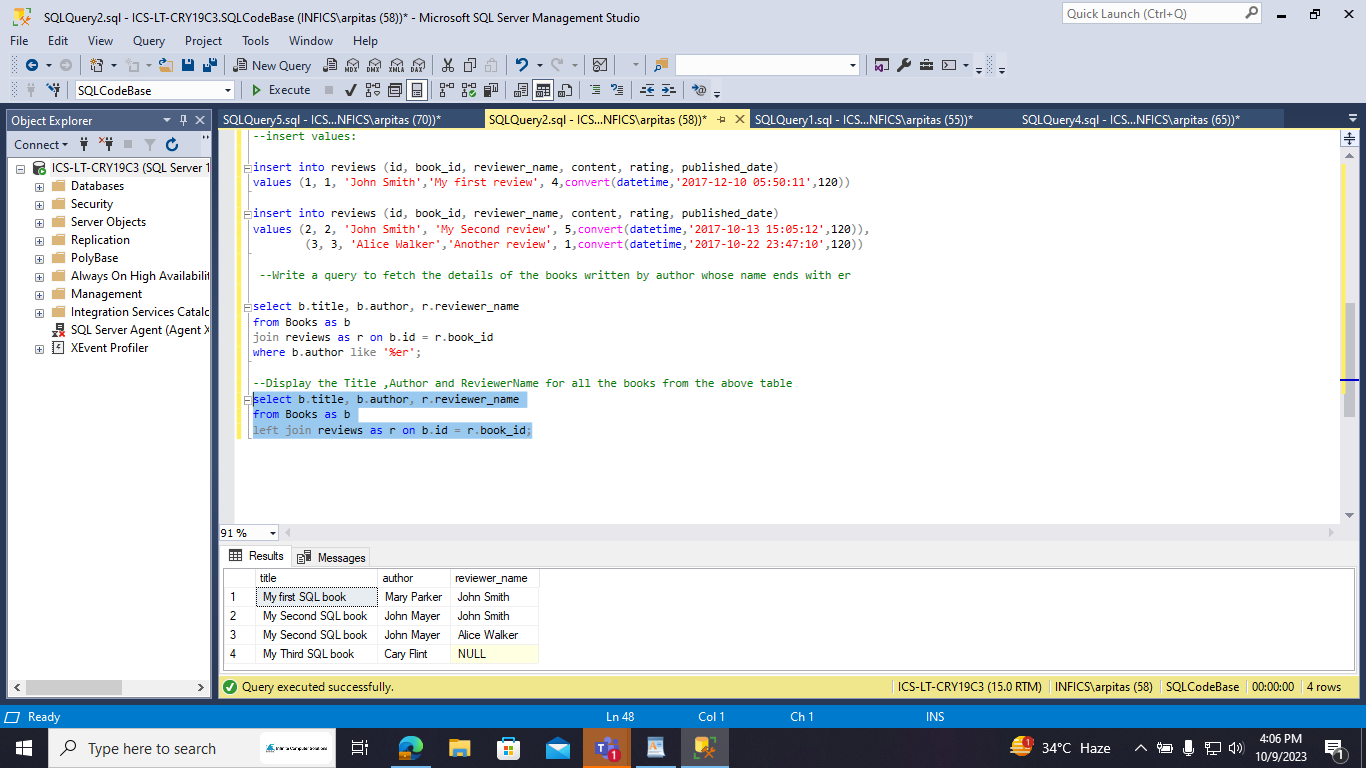 SQLQuery2.sql - ICS-LT-CRY19C3.SQLCodeBase (INFICS\arpitas (58))* - Microsoft SQL Server Management Studio
Quick Launch (Ctrl+Q)
File Edit View Query Project Tools Window Help
New Query MDX DMX XMLA DAX
SQLCodeBase Execute
Object Explorer
Connect
ICS-LT-CRY19C3 (SQL Server 1
Databases
Security
Server Objects
Replication
PolyBase
Always On High Availabilit
Management
Integration Services Catalo
SQL Server Agent (Agent X
XEvent Profiler
SQLQuery5.sql - ICS...NFICS\arpitas (70))* SQLQuery2.sql - ICS...NFICS\arpitas (58))* SQLQuery1.sql - ICS...NFICS\arpitas (55))* SQLQuery4.sql - ICS...NFICS\arpitas (65))*
--insert values:
insert into reviews (id, book_id, reviewer_name, content, rating, published_date)
values (1, 1, 'John Smith','My first review', 4,convert(datetime,'2017-12-10 05:50:11',120))
insert into reviews (id, book_id, reviewer_name, content, rating, published_date)
values (2, 2, 'John Smith', 'My Second review', 5,convert(datetime,'2017-10-13 15:05:12',120)),
(3, 3, 'Alice Walker','Another review', 1,convert(datetime,'2017-10-22 23:47:10',120))
--Write a query to fetch the details of the books written by author whose name ends with er
select b.title, b.author, r.reviewer_name
from Books as b
join reviews as r on b.id = r.book_id
where b.author like '%er';
--Display the Title ,Author and ReviewerName for all the books from the above table
select b.title, b.author, r.reviewer_name
from Books as b
left join reviews as r on b.id = r.book_id;
91 %
Results Messages
title author reviewer_name
1 My first SQL book Mary Parker John Smith
2 My Second SQL book John Mayer John Smith
3 My Second SQL book John Mayer Alice Walker
4 My Third SQL book Cary Flint NULL
Query executed successfully. ICS-LT-CRY19C3 (15.0 RTM) INFICS\arpitas (58) SQLCodeBase 00:00:00 4 rows
Ready Ln 48 Col 1 Ch 1 INS
Type here to search Infinite Computer Solutions 1 1 34°C Haze 4:06 PM
10/9/2023 1